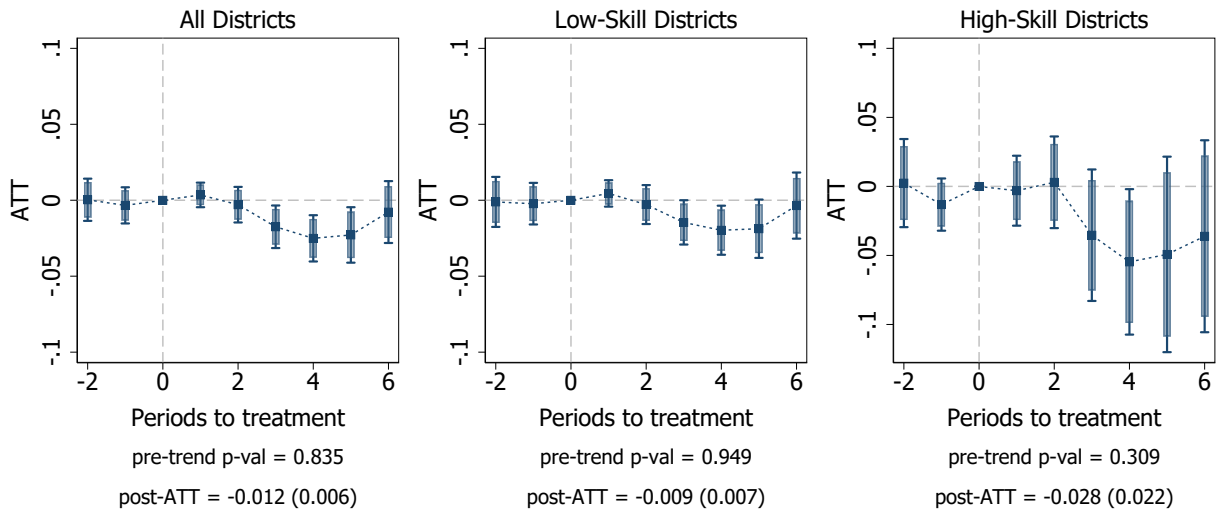 All Districts
Low-Skill Districts
High-Skill Districts
ATT
.1
.05
0
-.05
-.1
-2 0 2 4 6
Periods to treatment
pre-trend p-val = 0.835
post-ATT = -0.012 (0.006)
ATT
.1
.05
0
-.05
-.1
-2 0 2 4 6
Periods to treatment
pre-trend p-val = 0.949
post-ATT = -0.009 (0.007)
ATT
.1
.05
0
-.05
-.1
-2 0 2 4 6
Periods to treatment
pre-trend p-val = 0.309
post-ATT = -0.028 (0.022)